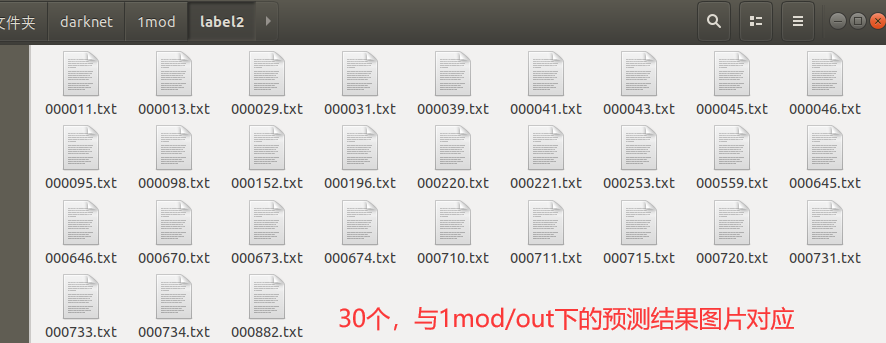 文件夹 darknet 1mod label2
000011.txt 000013.txt 000029.txt 000031.txt 000039.txt 000041.txt 000043.txt 000045.txt 000046.txt
000095.txt 000098.txt 000152.txt 000196.txt 000220.txt 000221.txt 000253.txt 000559.txt 000645.txt
000646.txt 000670.txt 000673.txt 000674.txt 000710.txt 000711.txt 000715.txt 000720.txt 000731.txt
000733.txt 000734.txt 000882.txt
30个，与1mod/out下的预测结果图片对应